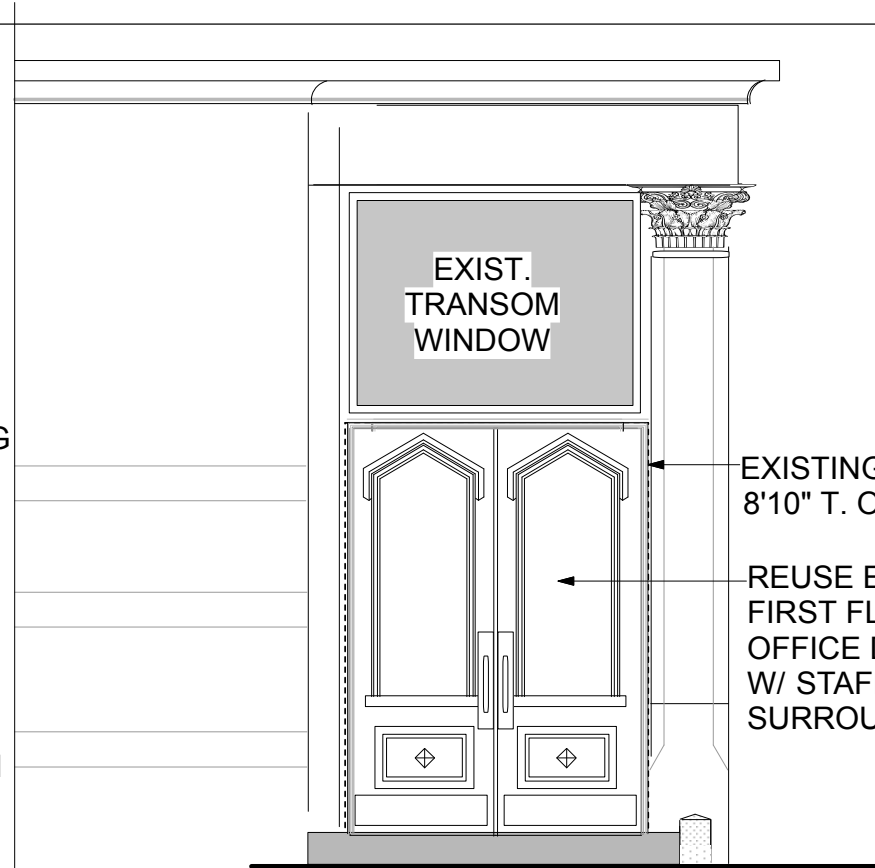 EXIST.
TRANSOM
WINDOW
G
EXISTING
8'10" T. O
REUSE E
FIRST FL
OFFICE
W/ STAF
SURROU